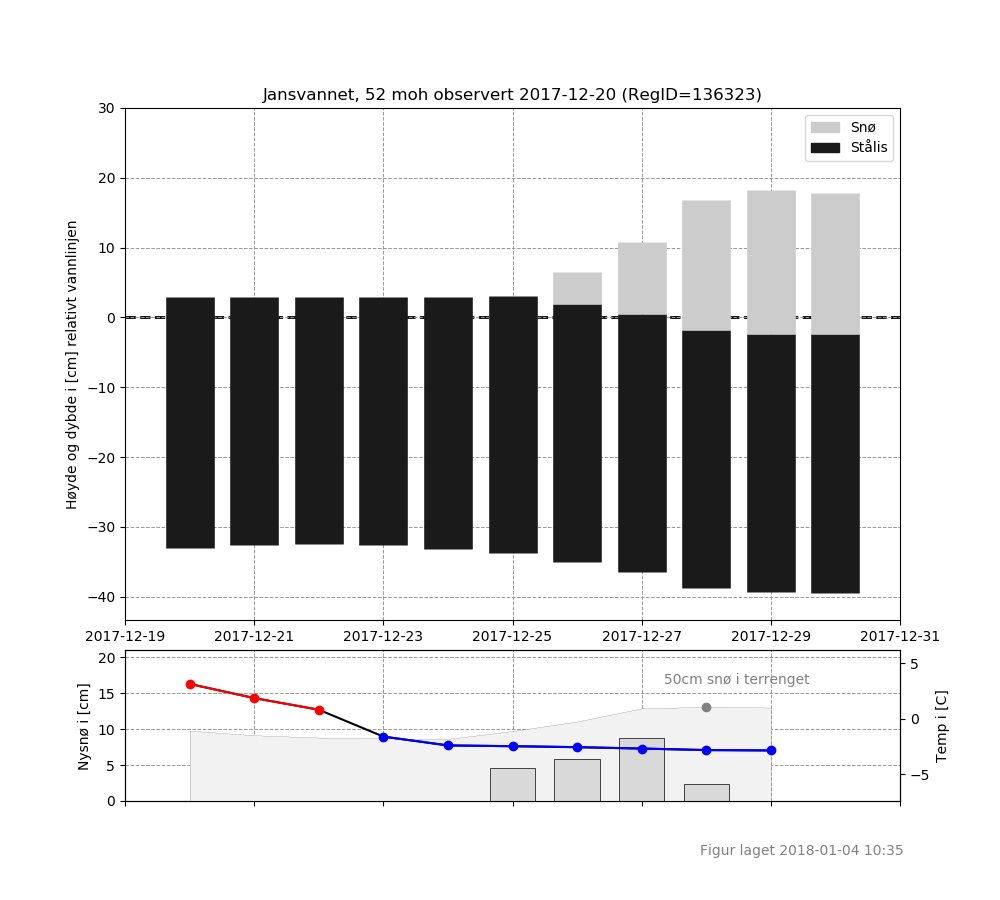 Jansvannet, 52 moh observert 2017-12-20 (RegID=136323)
Høyde og dybde i [cm] relativt vannlinjen
30
20
10
0
−10
−20
−30
−40
Snø
Stålis
2017-12-19 2017-12-21 2017-12-23 2017-12-25 2017-12-27 2017-12-29 2017-12-31
Nysnø i [cm]
20
15
10
5
0
50cm snø i terrenget
5
0
−5
Temp i [C]
Figur laget 2018-01-04 10:35